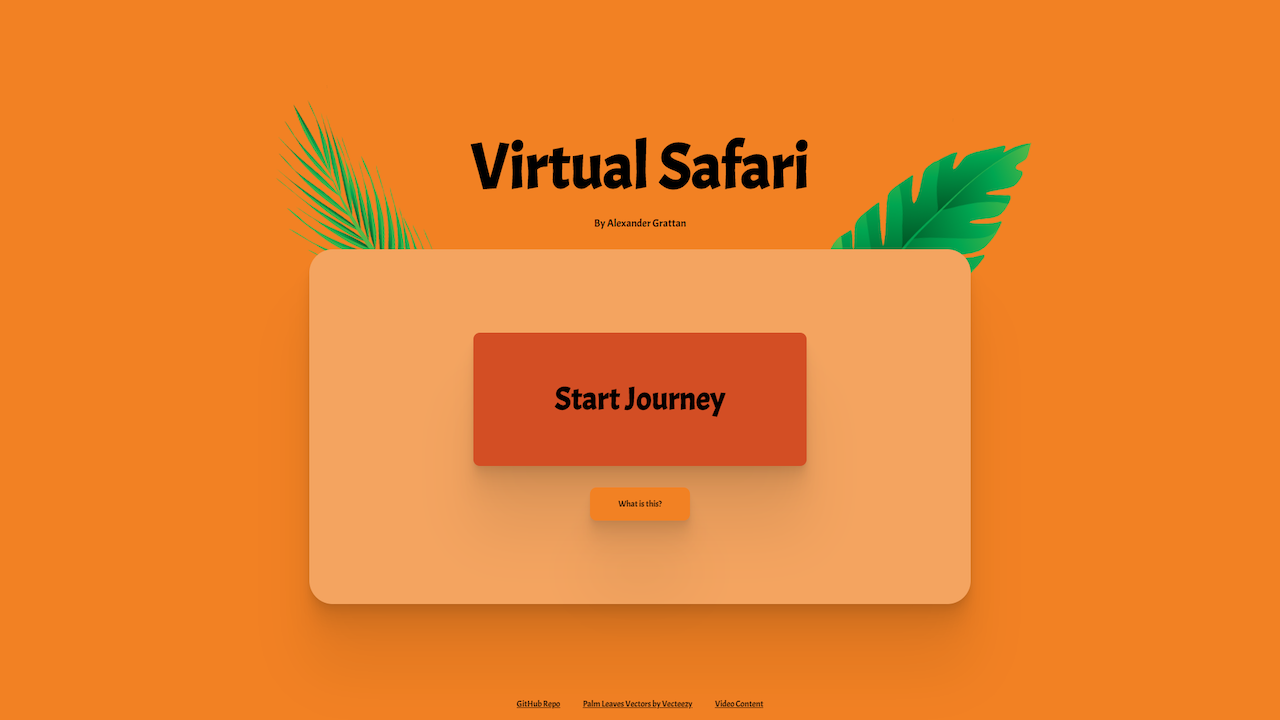 Virtual Safari
By Alexander Grattan
Start Journey
What is this?
GitHub Repo Palm Leaves Vectors by Vecteezy Video Content